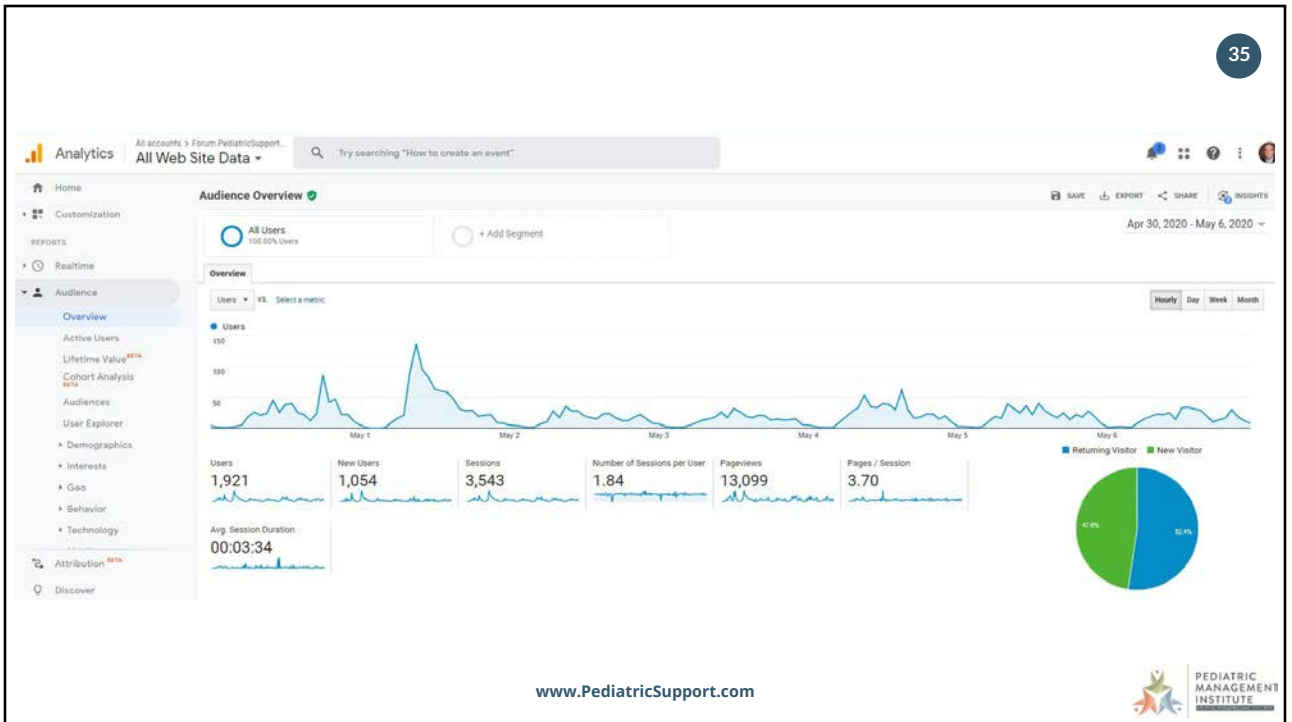 35
Analytics
All accounts > Forum.PediatricSupport...
All Web Site Data
Try searching "How to create an event"
Home
Customization
REPORTS
Realtime
Audience
Overview
Active Users
Lifetime Value BETA
Cohort Analysis
BETA
Audiences
User Explorer
Demographics
Interests
Geo
Behavior
Technology
Attribution BETA
Discover
Audience Overview
SAVE EXPORT SHARE INSIGHTS
All Users
100.00% Users
+ Add Segment
Apr 30, 2020 - May 6, 2020
Overview
Users VS. Select a metric
Hourly Day Week Month
Users
150
100
50
May 1 May 2 May 3 May 4 May 5 May 6
Users
1,921
New Users
1,054
Sessions
3,543
Number of Sessions per User
1.84
Pageviews
13,099
Pages / Session
3.70
Avg. Session Duration
00:03:34
Returning Visitor New Visitor
47.6% 52.4%
www.PediatricSupport.com
PEDIATRIC
MANAGEMENT
INSTITUTE